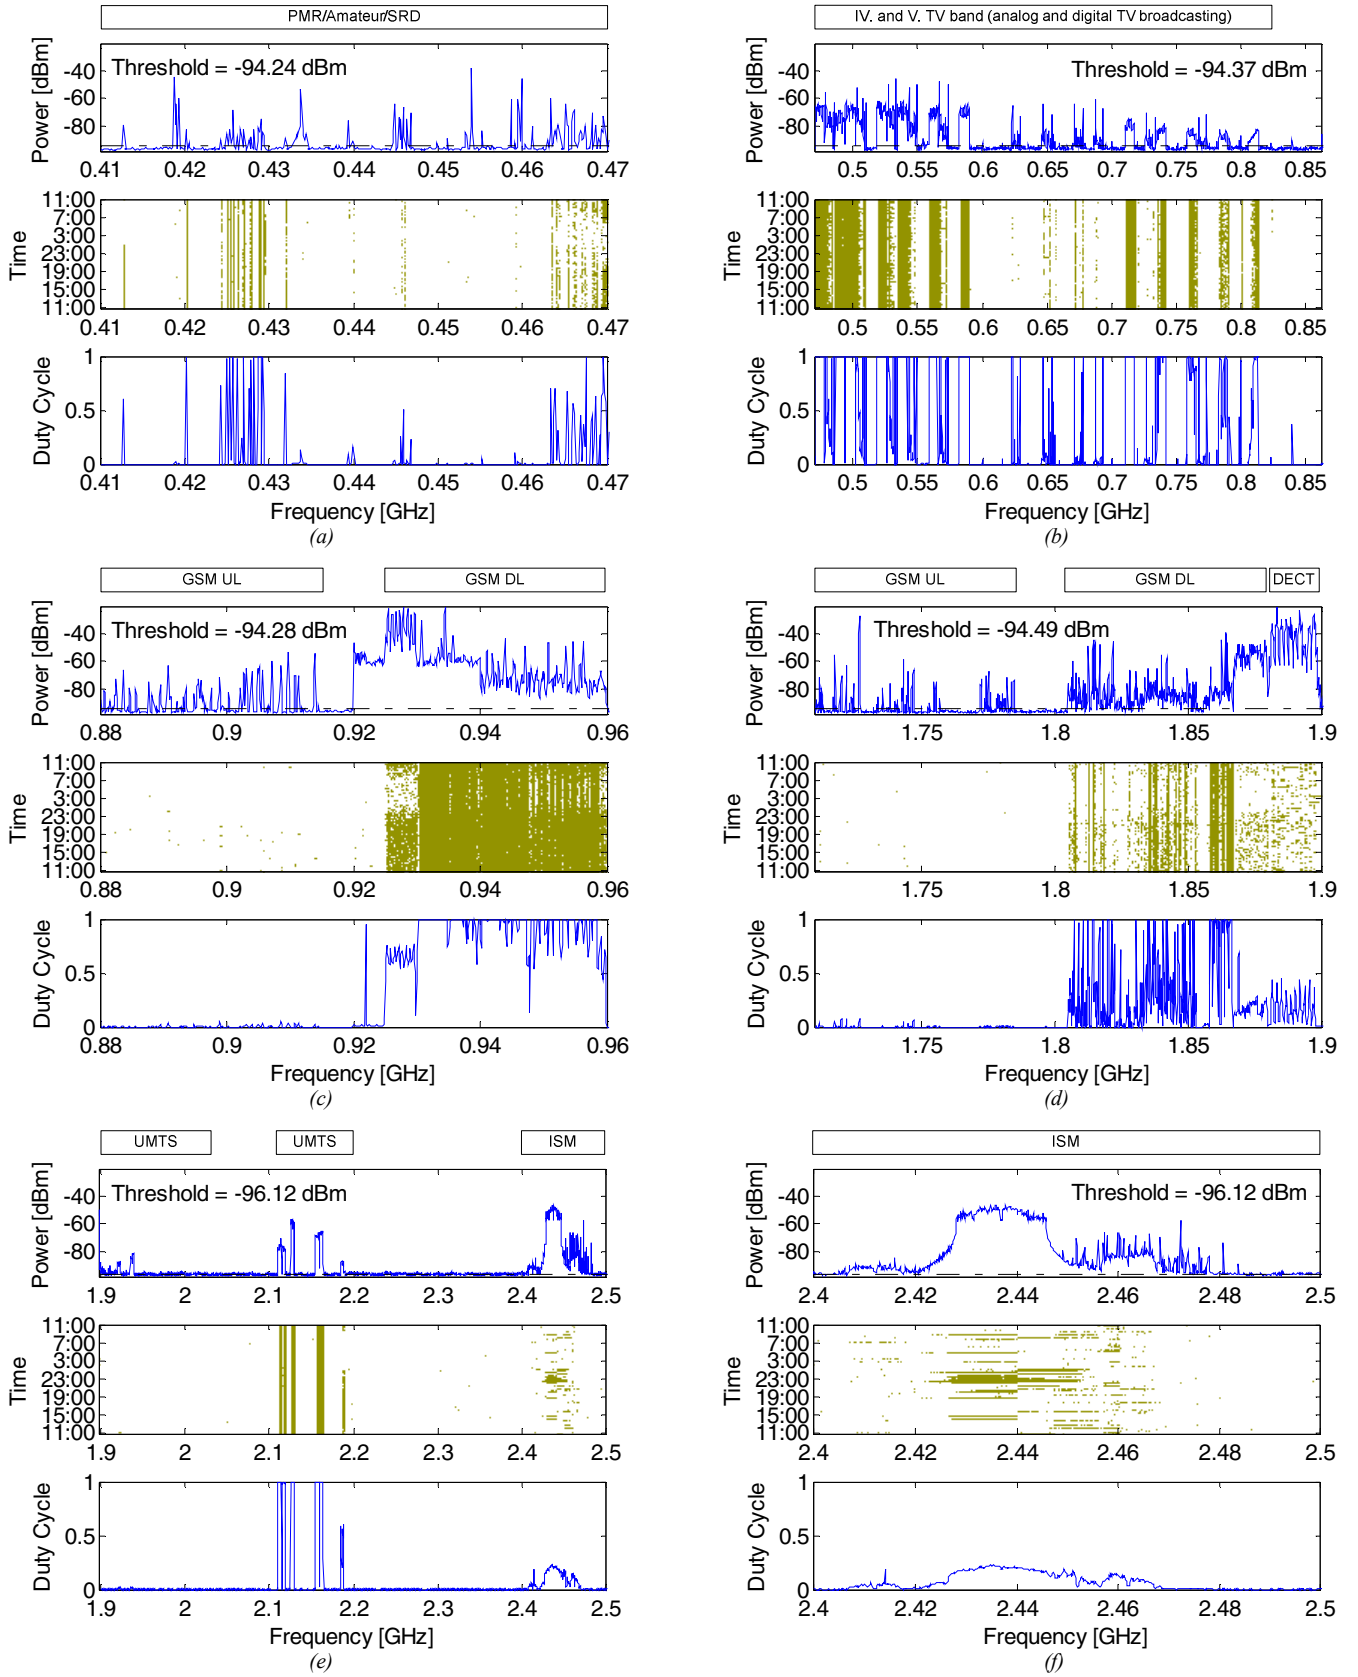 PMR/Amateur/SRD
Power [dBm]
-40
-60
-80
Threshold = -94.24 dBm
0.41 0.42 0.43 0.44 0.45 0.46 0.47
Time
11:00
7:00
3:00
23:00
19:00
15:00
11:00
0.41 0.42 0.43 0.44 0.45 0.46 0.47
Duty Cycle
1
0.5
0
0.41 0.42 0.43 0.44 0.45 0.46 0.47
Frequency [GHz]
(a)
IV. and V. TV band (analog and digital TV broadcasting)
Power [dBm]
-40
-60
-80
Threshold = -94.37 dBm
0.5 0.55 0.6 0.65 0.7 0.75 0.8 0.85
Time
11:00
7:00
3:00
23:00
19:00
15:00
11:00
0.5 0.55 0.6 0.65 0.7 0.75 0.8 0.85
Duty Cycle
1
0.5
0
0.5 0.55 0.6 0.65 0.7 0.75 0.8 0.85
Frequency [GHz]
(b)
GSM UL GSM DL
Power [dBm]
-40
-60
-80
Threshold = -94.28 dBm
0.88 0.9 0.92 0.94 0.96
Time
11:00
7:00
3:00
23:00
19:00
15:00
11:00
0.88 0.9 0.92 0.94 0.96
Duty Cycle
1
0.5
0
0.88 0.9 0.92 0.94 0.96
Frequency [GHz]
(c)
GSM UL GSM DL DECT
Power [dBm]
-40
-60
-80
Threshold = -94.49 dBm
1.75 1.8 1.85 1.9
Time
11:00
7:00
3:00
23:00
19:00
15:00
11:00
1.75 1.8 1.85 1.9
Duty Cycle
1
0.5
0
1.75 1.8 1.85 1.9
Frequency [GHz]
(d)
UMTS UMTS ISM
Power [dBm]
-40
-60
-80
Threshold = -96.12 dBm
1.9 2 2.1 2.2 2.3 2.4 2.5
Time
11:00
7:00
3:00
23:00
19:00
15:00
11:00
1.9 2 2.1 2.2 2.3 2.4 2.5
Duty Cycle
1
0.5
0
1.9 2 2.1 2.2 2.3 2.4 2.5
Frequency [GHz]
(e)
ISM
Power [dBm]
-40
-60
-80
Threshold = -96.12 dBm
2.4 2.42 2.44 2.46 2.48 2.5
Time
11:00
7:00
3:00
23:00
19:00
15:00
11:00
2.4 2.42 2.44 2.46 2.48 2.5
Duty Cycle
1
0.5
0
2.4 2.42 2.44 2.46 2.48 2.5
Frequency [GHz]
(f)